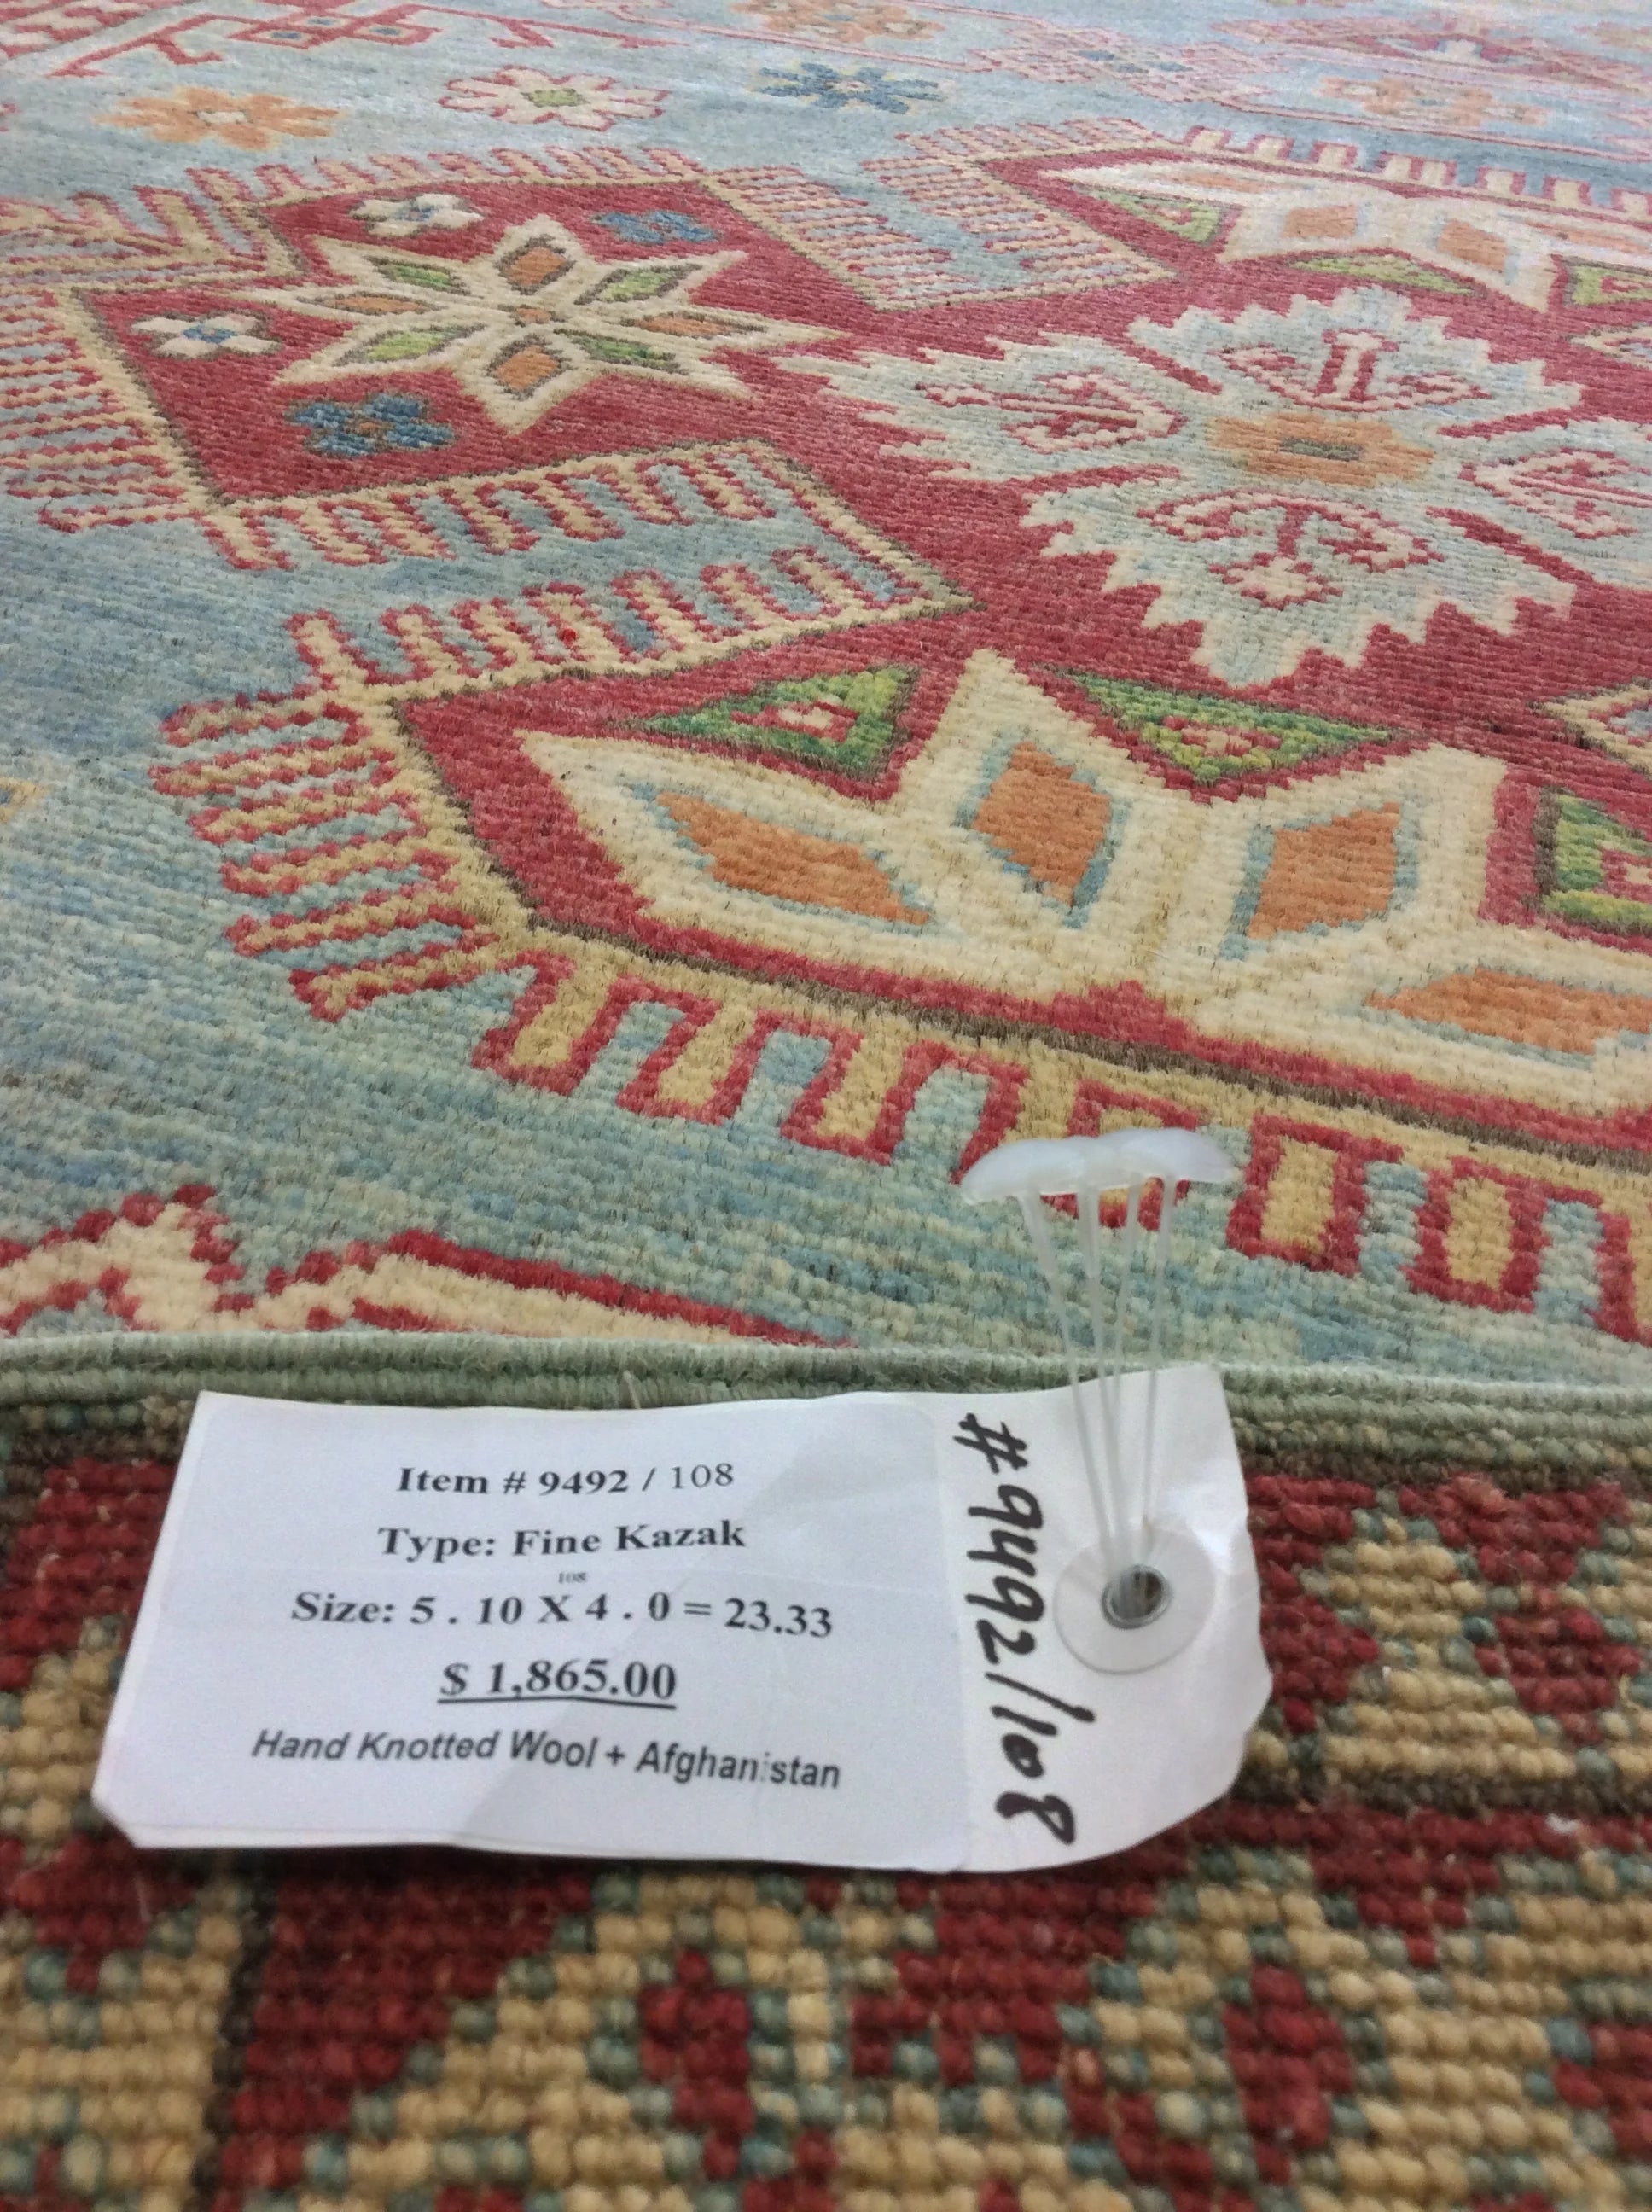 Item # 9492 / 108
Type: Fine Kazak
108
Size: 5 . 10 X 4 . 0 = 23.33
$ 1,865.00
Hand Knotted Wool + Afghanistan
#9492/108